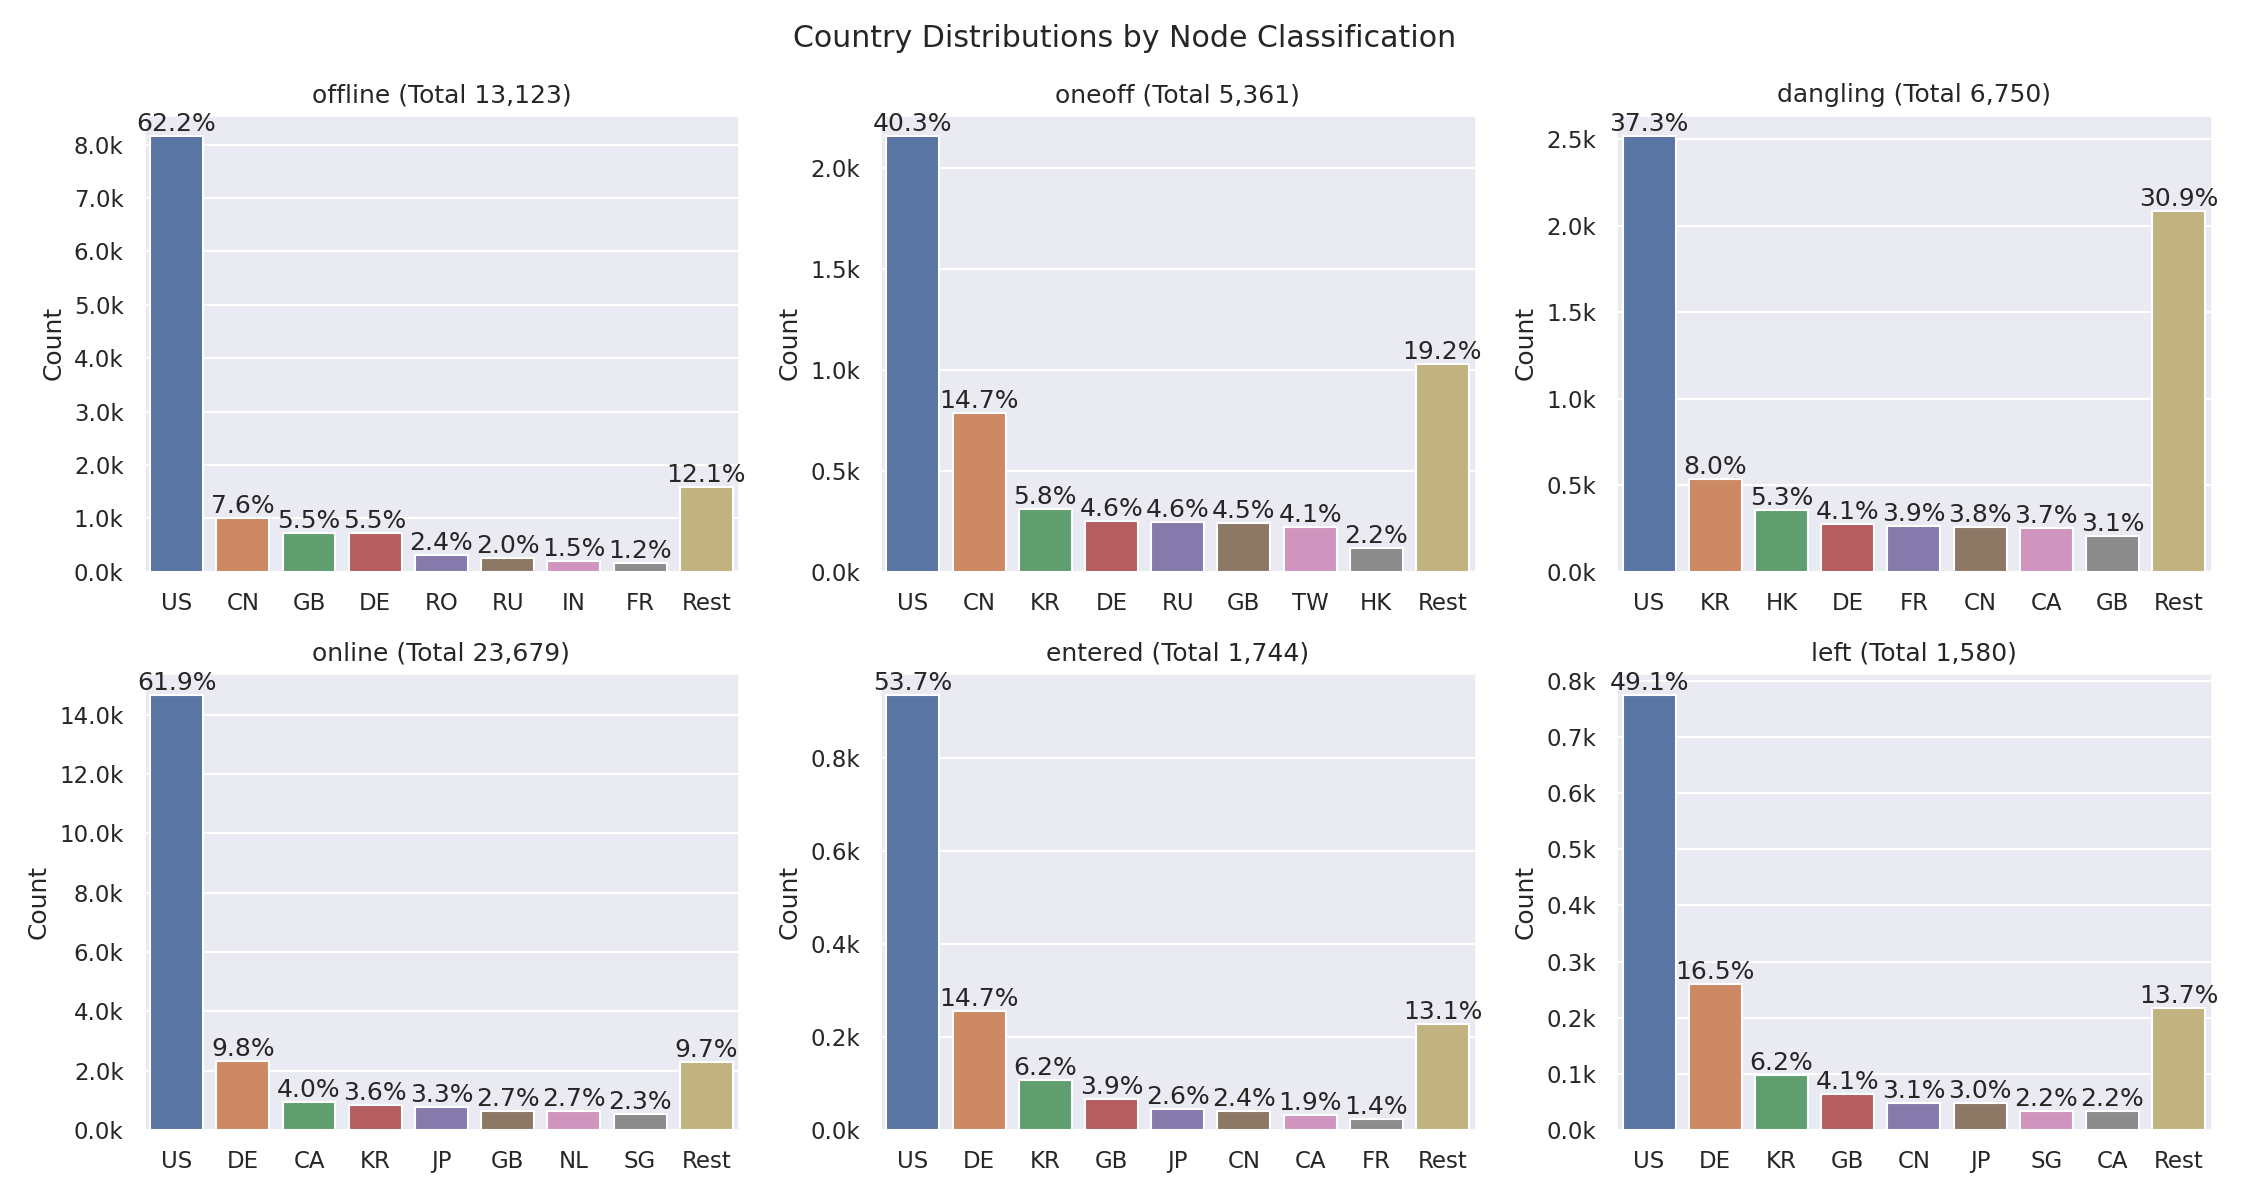 Country Distributions by Node Classification
offline (Total 13,123)
62.2%
7.6%
5.5%
5.5%
2.4%
2.0%
1.5%
1.2%
12.1%
8.0k
7.0k
6.0k
5.0k
4.0k
3.0k
2.0k
1.0k
0.0k
Count
US CN GB DE RO RU IN FR Rest
oneoff (Total 5,361)
40.3%
14.7%
5.8%
4.6%
4.6%
4.5%
4.1%
2.2%
19.2%
2.0k
1.5k
1.0k
0.5k
0.0k
Count
US CN KR DE RU GB TW HK Rest
dangling (Total 6,750)
37.3%
8.0%
5.3%
4.1%
3.9%
3.8%
3.7%
3.1%
30.9%
2.5k
2.0k
1.5k
1.0k
0.5k
0.0k
Count
US KR HK DE FR CN CA GB Rest
online (Total 23,679)
61.9%
9.8%
4.0%
3.6%
3.3%
2.7%
2.7%
2.3%
9.7%
14.0k
12.0k
10.0k
8.0k
6.0k
4.0k
2.0k
0.0k
Count
US DE CA KR JP GB NL SG Rest
entered (Total 1,744)
53.7%
14.7%
6.2%
3.9%
2.6%
2.4%
1.9%
1.4%
13.1%
0.8k
0.6k
0.4k
0.2k
0.0k
Count
US DE KR GB JP CN CA FR Rest
left (Total 1,580)
49.1%
16.5%
6.2%
4.1%
3.1%
3.0%
2.2%
2.2%
13.7%
0.8k
0.7k
0.6k
0.5k
0.4k
0.3k
0.2k
0.1k
0.0k
Count
US DE KR GB CN JP SG CA Rest